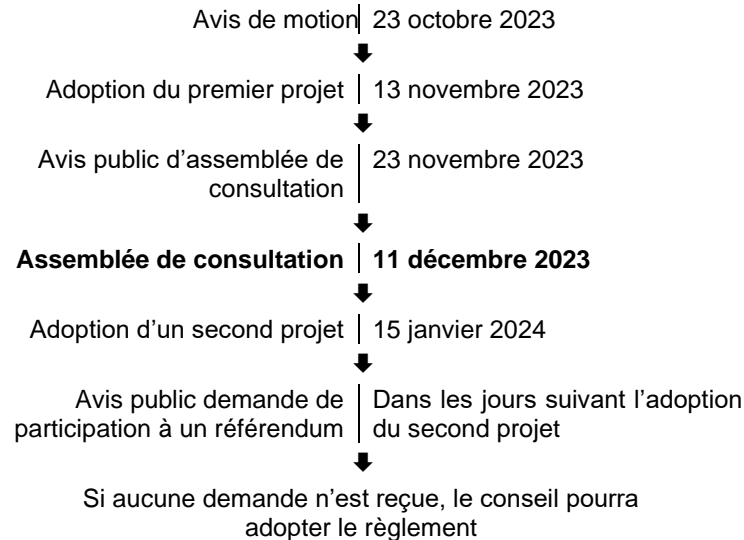 Avis de motion 23 octobre 2023
Adoption du premier projet 13 novembre 2023
Avis public d’assemblée de 23 novembre 2023
consultation
Assemblée de consultation 11 décembre 2023
Adoption d’un second projet 15 janvier 2024
Avis public demande de Dans les jours suivant l’adoption
participation à un référendum du second projet
Si aucune demande n’est reçue, le conseil pourra
adopter le règlement